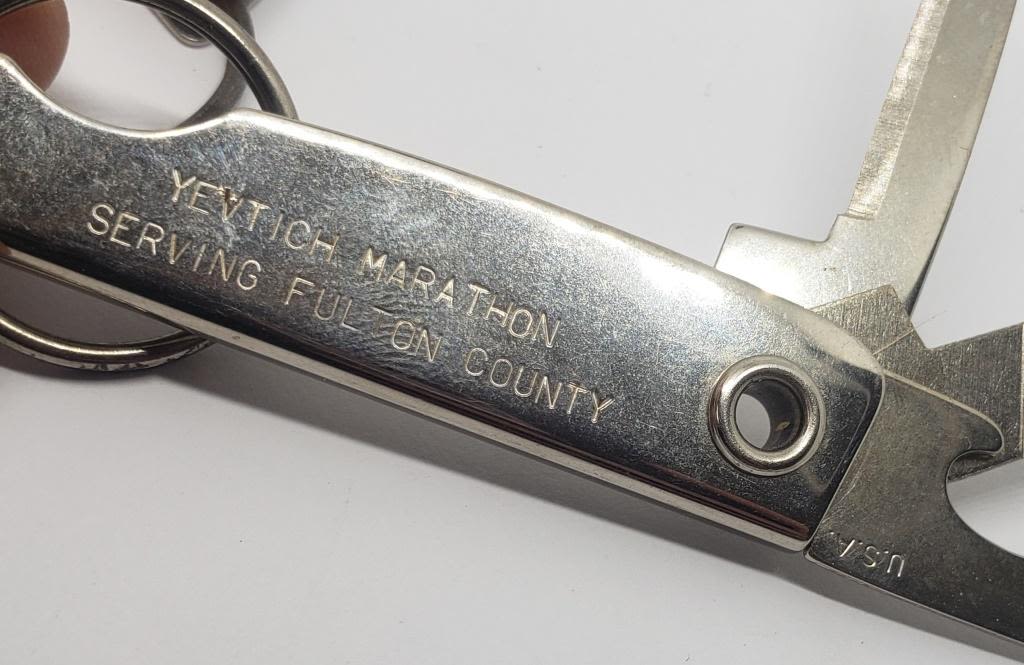 YEVTICH MARATHON
SERVING FULTON COUNTY
U.S.A.